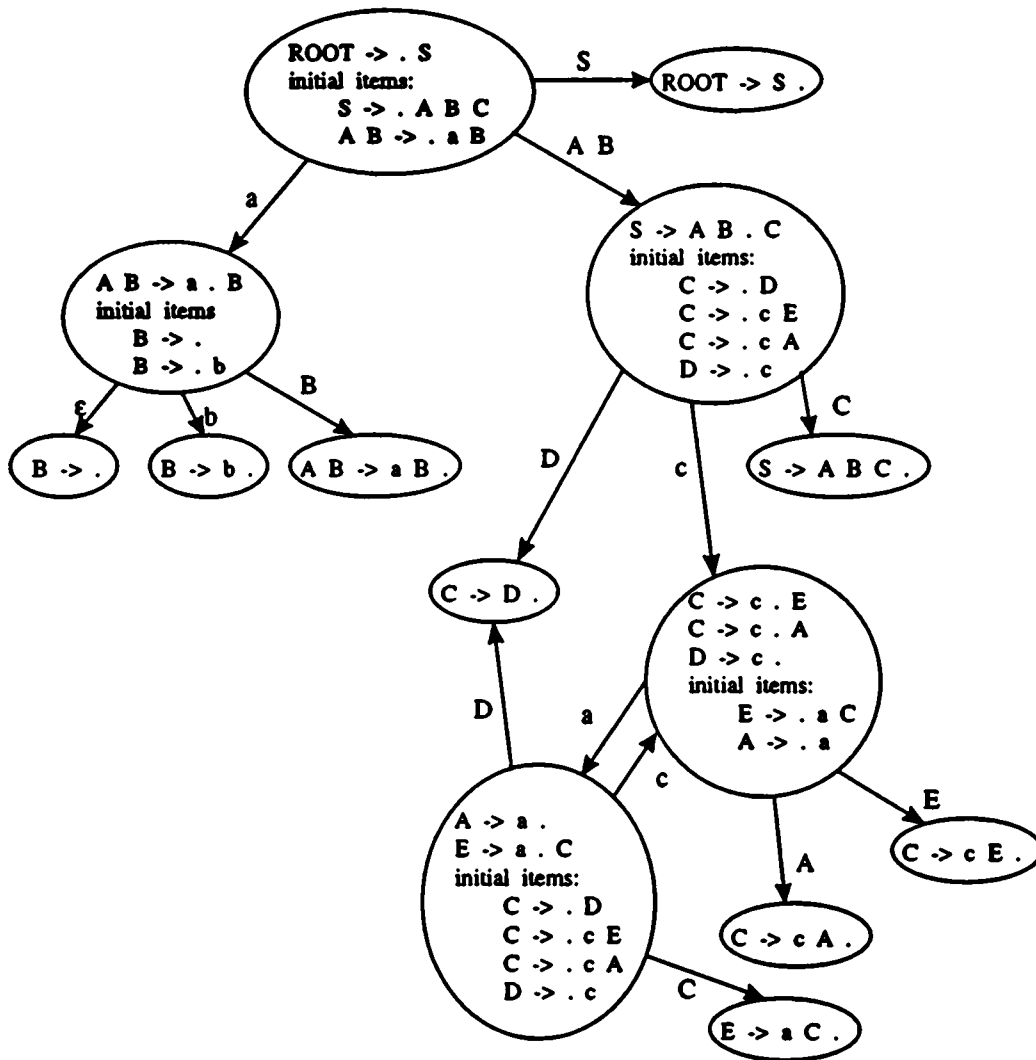 ROOT -> . S
initial items:
S -> . A B C
A B -> . a B
S
ROOT -> S .
A B
a
A B -> a . B
initial items
B -> .
B -> . b
S -> A B . C
initial items:
C -> . D
C -> . c E
C -> . c A
D -> . c
ε
b
B
B -> .
B -> b .
A B -> a B .
D
c
C
S -> A B C .
C -> D .
C -> c . E
C -> c . A
D -> c .
initial items:
E -> . a C
A -> . a
D
a
c
A -> a .
E -> a . C
initial items:
C -> . D
C -> . c E
C -> . c A
D -> . c
E
C -> c E .
A
C -> c A .
C
E -> a C .